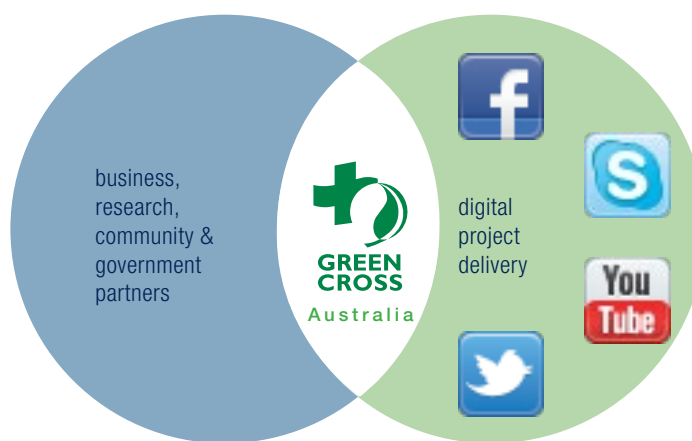 business,
research,
community &
government
partners
GREEN
CROSS
Australia
digital
project
delivery
f
S
You
Tube